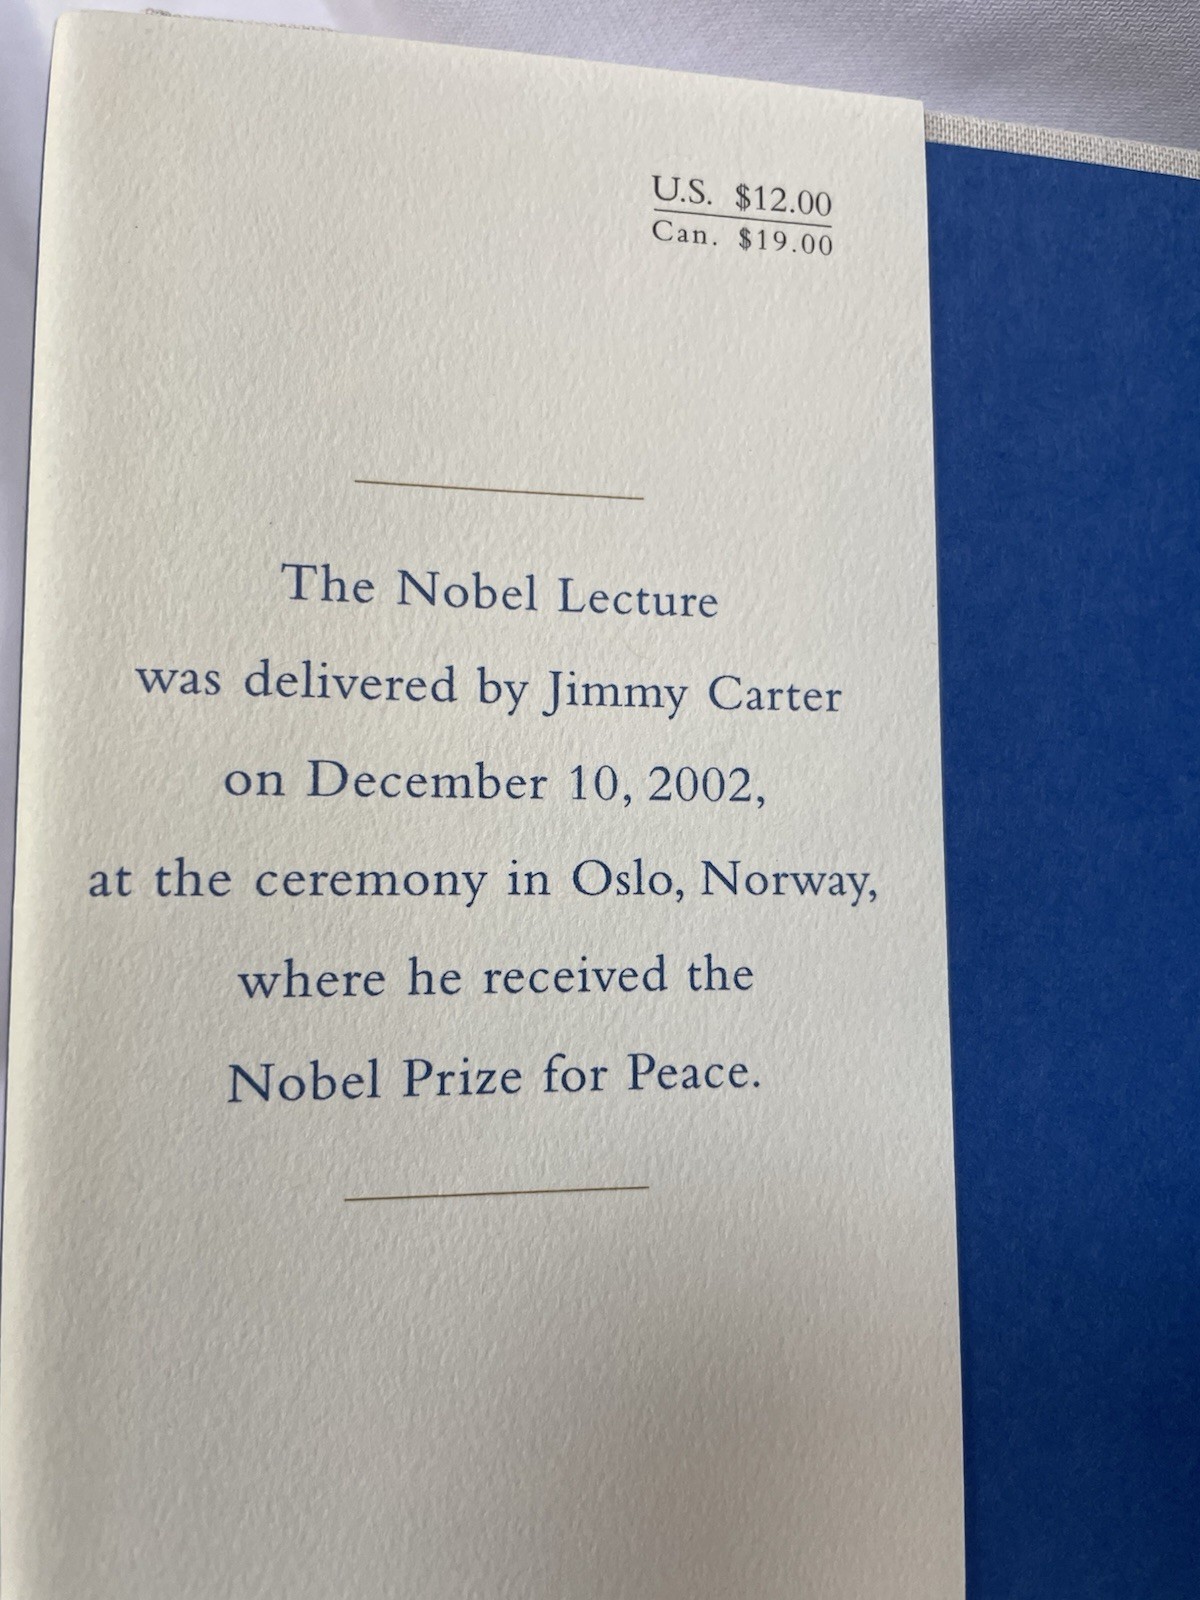 U.S. $12.00
Can. $19.00
The Nobel Lecture
was delivered by Jimmy Carter
on December 10, 2002,
at the ceremony in Oslo, Norway,
where he received the
Nobel Prize for Peace.